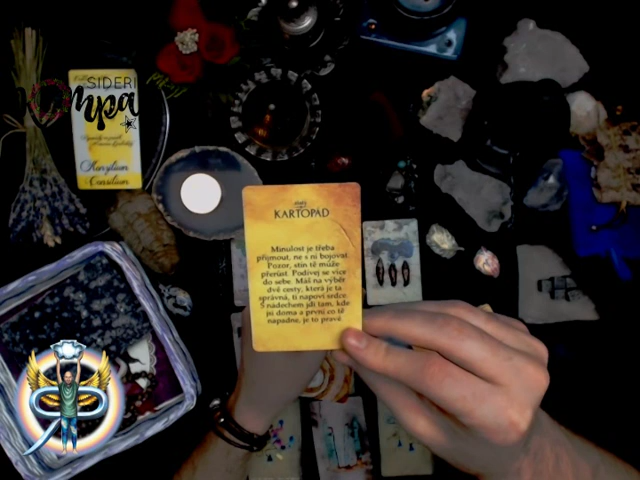 SIDERI
mpa
zlatý
KARTOPÁD
Minulost je třeba
přijmout, ne s ní bojovat.
Pozor, stín tě může
přerůst. Podívej se více
do sebe. Máš na výběr
dvě cesty, která je ta
správná, ti napoví srdce.
S nádechem jdi tam, kde
jsi doma a první co tě
napadne, je to pravé.